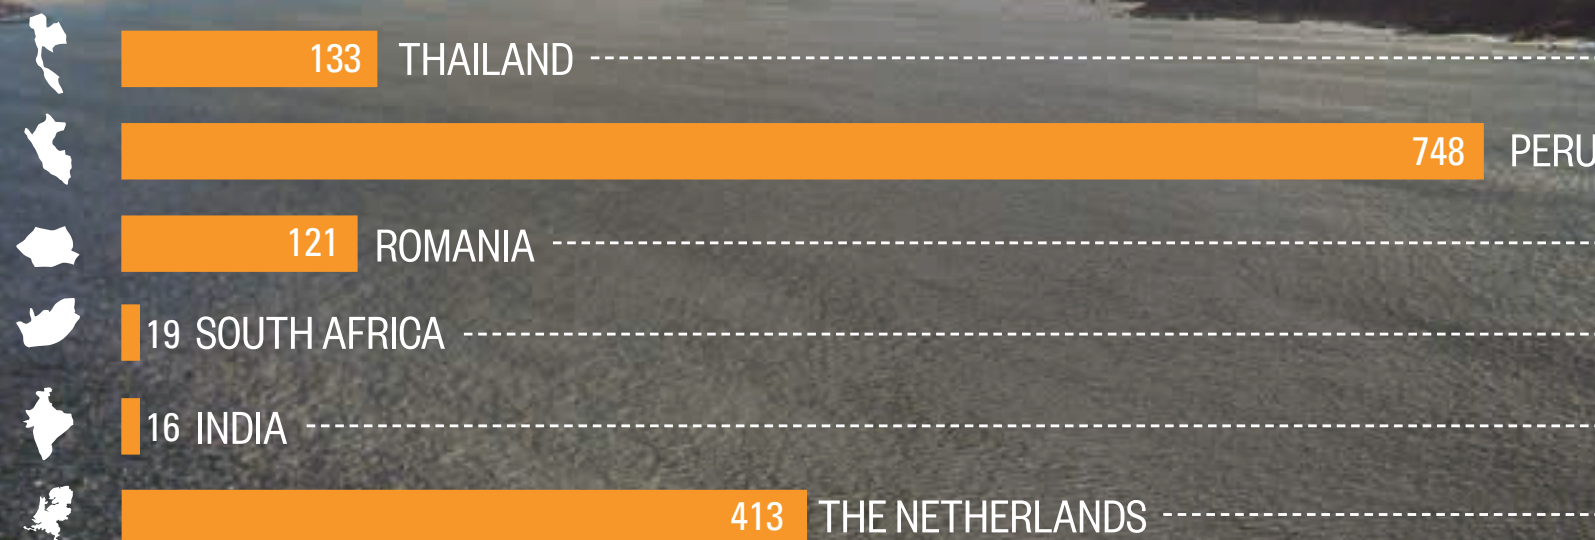 133 THAILAND
748 PERU
121 ROMANIA
19 SOUTH AFRICA
16 INDIA
413 THE NETHERLANDS